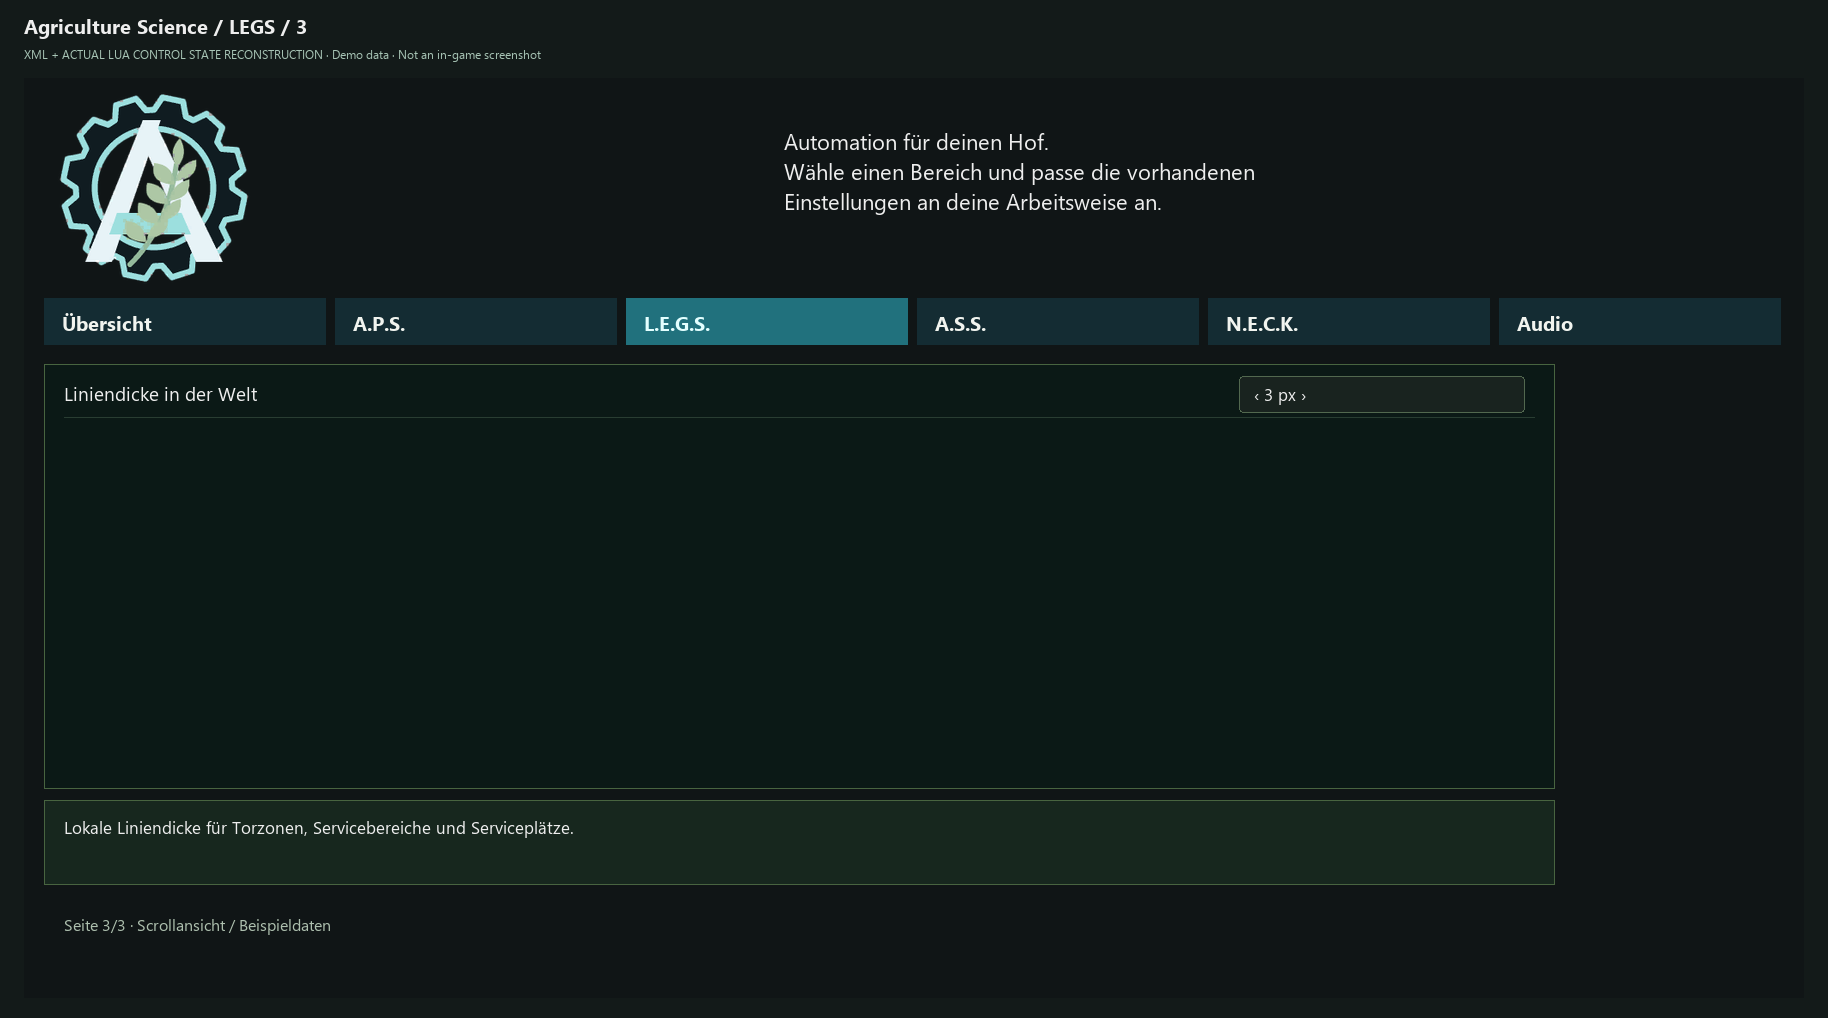 Agriculture Science / LEGS / 3
XML + ACTUAL LUA CONTROL STATE RECONSTRUCTION · Demo data · Not an in-game screenshot
Automation für deinen Hof.
Wähle einen Bereich und passe die vorhandenen
Einstellungen an deine Arbeitsweise an.
Übersicht
A.P.S.
L.E.G.S.
A.S.S.
N.E.C.K.
Audio
Liniendicke in der Welt
‹ 3 px ›
Lokale Liniendicke für Torzonen, Servicebereiche und Serviceplätze.
Seite 3/3 · Scrollansicht / Beispieldaten